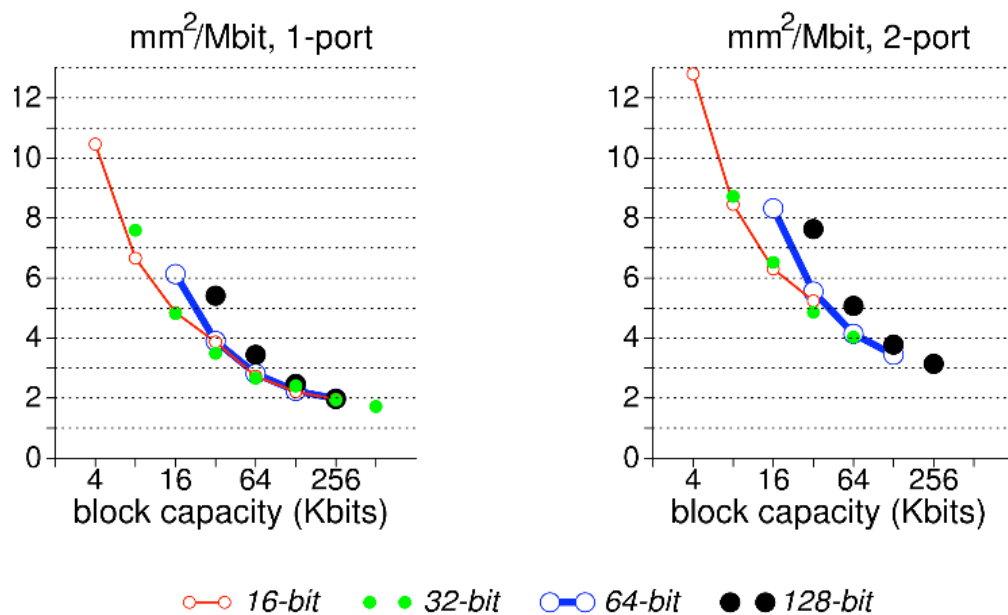 mm²/Mbit, 1-port
12
10
8
6
4
2
0
4 16 64 256
block capacity (Kbits)
mm²/Mbit, 2-port
12
10
8
6
4
2
0
4 16 64 256
block capacity (Kbits)
16-bit 32-bit 64-bit 128-bit